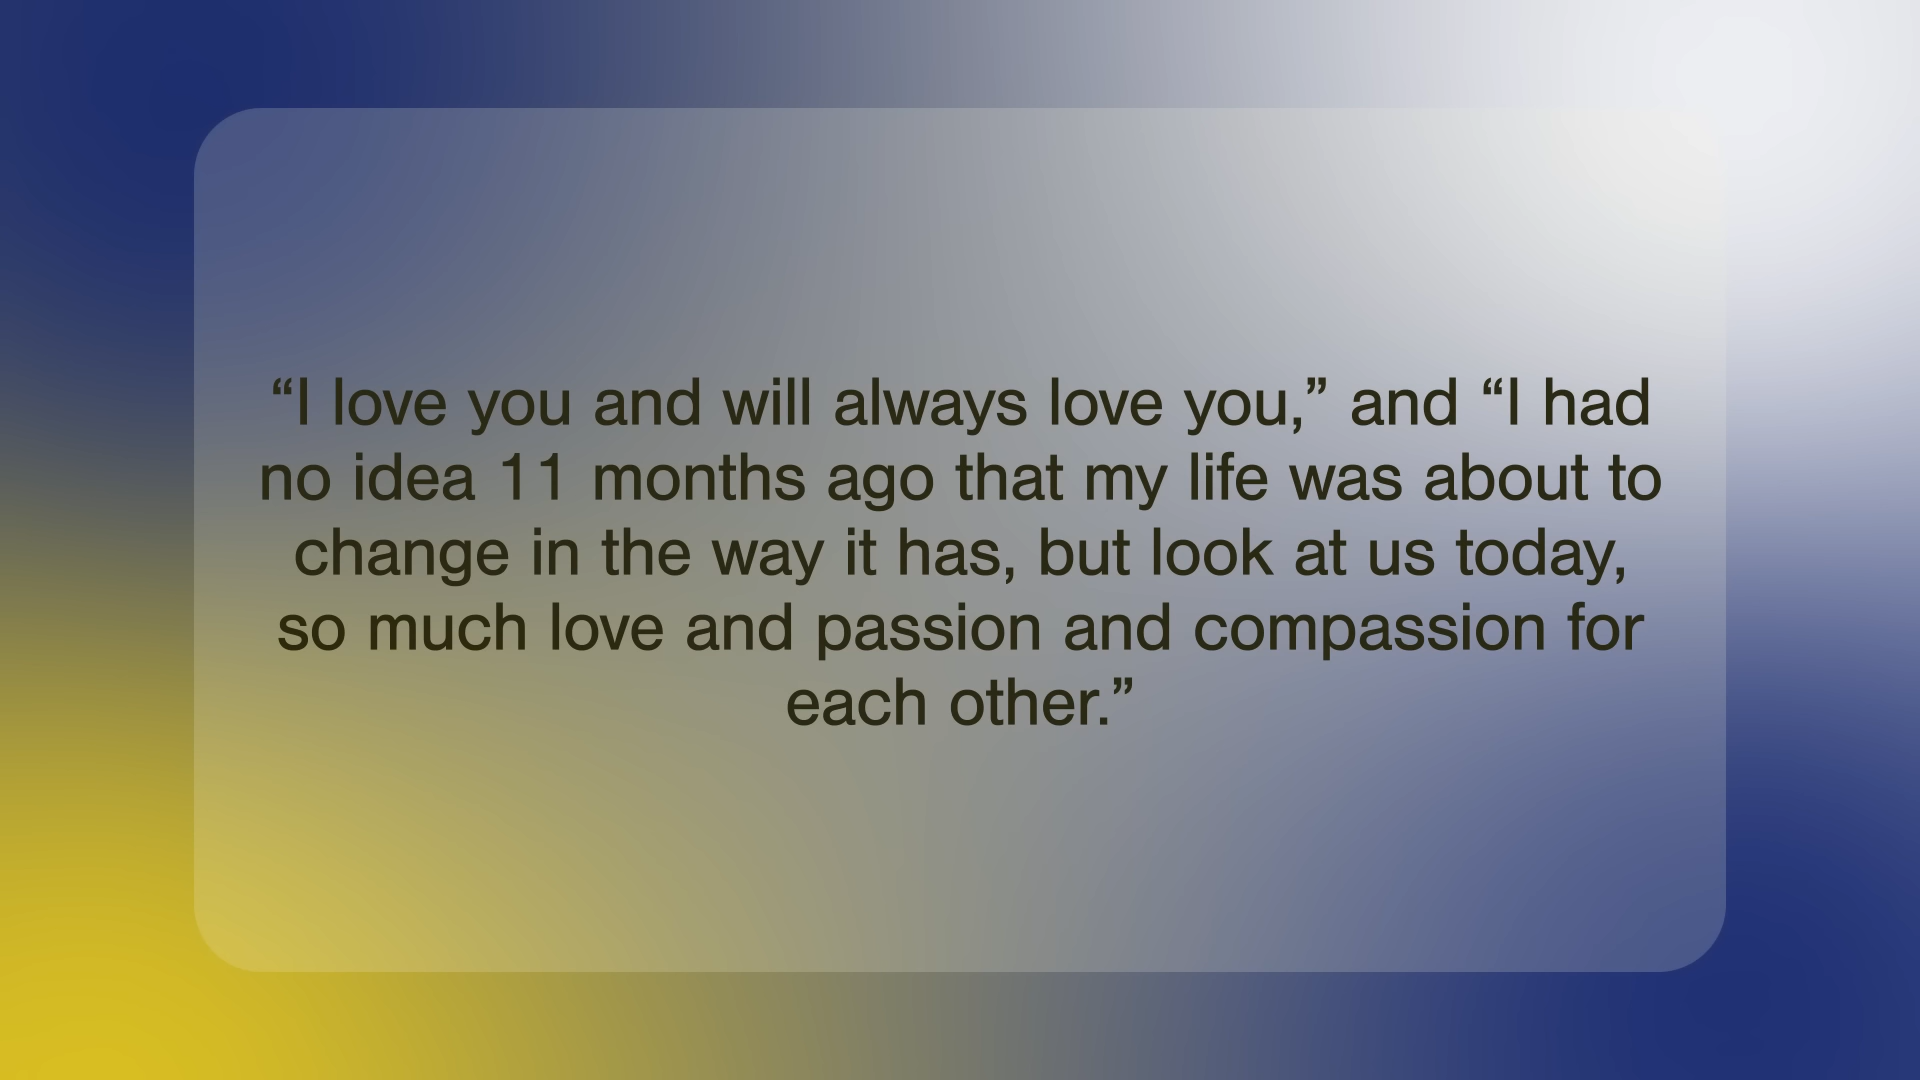 “I love you and will always love you,” and “I had
no idea 11 months ago that my life was about to
change in the way it has, but look at us today,
so much love and passion and compassion for
each other.”